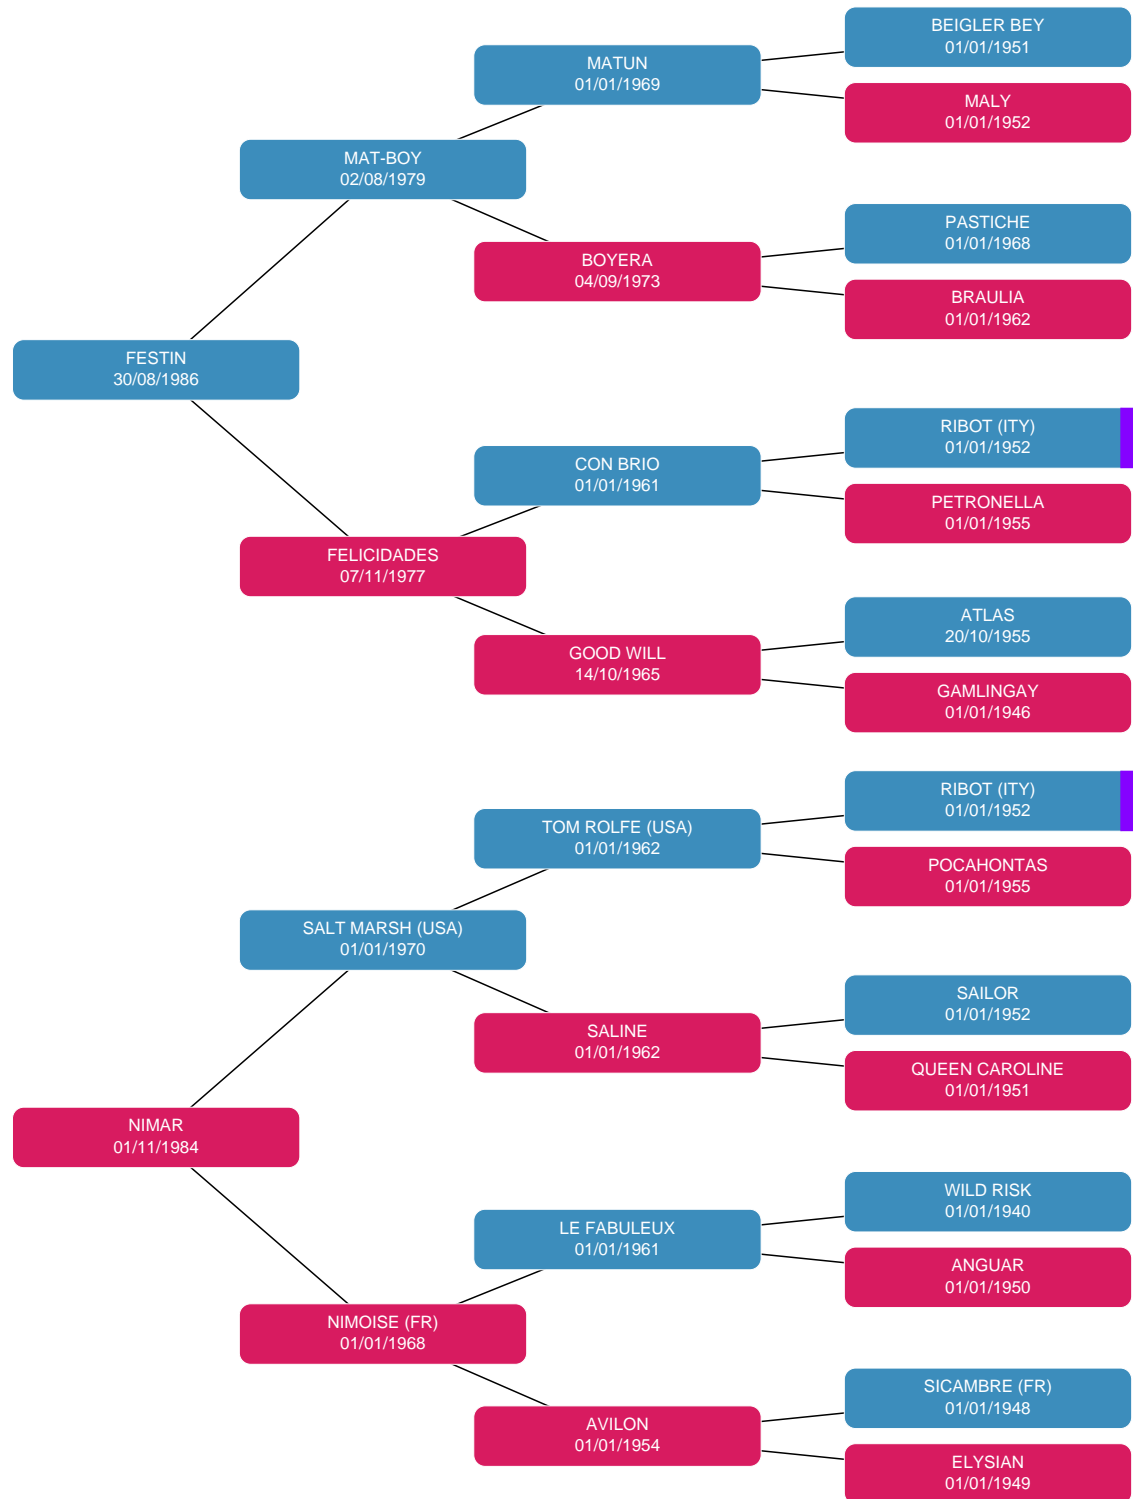 BEIGLER BEY
01/01/1951
MATUN
01/01/1969
MALY
01/01/1952
MAT-BOY
02/08/1979
PASTICHE
01/01/1968
BOYERA
04/09/1973
BRAULIA
01/01/1962
FESTIN
30/08/1986
RIBOT (ITY)
01/01/1952
CON BRIO
01/01/1961
PETRONELLA
01/01/1955
FELICIDADES
07/11/1977
ATLAS
20/10/1955
GOOD WILL
14/10/1965
GAMLINGAY
01/01/1946
RIBOT (ITY)
01/01/1952
TOM ROLFE (USA)
01/01/1962
POCAHONTAS
01/01/1955
SALT MARSH (USA)
01/01/1970
SAILOR
01/01/1952
SALINE
01/01/1962
QUEEN CAROLINE
01/01/1951
NIMAR
01/11/1984
WILD RISK
01/01/1940
LE FABULEUX
01/01/1961
ANGUAR
01/01/1950
NIMOISE (FR)
01/01/1968
SICAMBRE (FR)
01/01/1948
AVILON
01/01/1954
ELYSIAN
01/01/1949